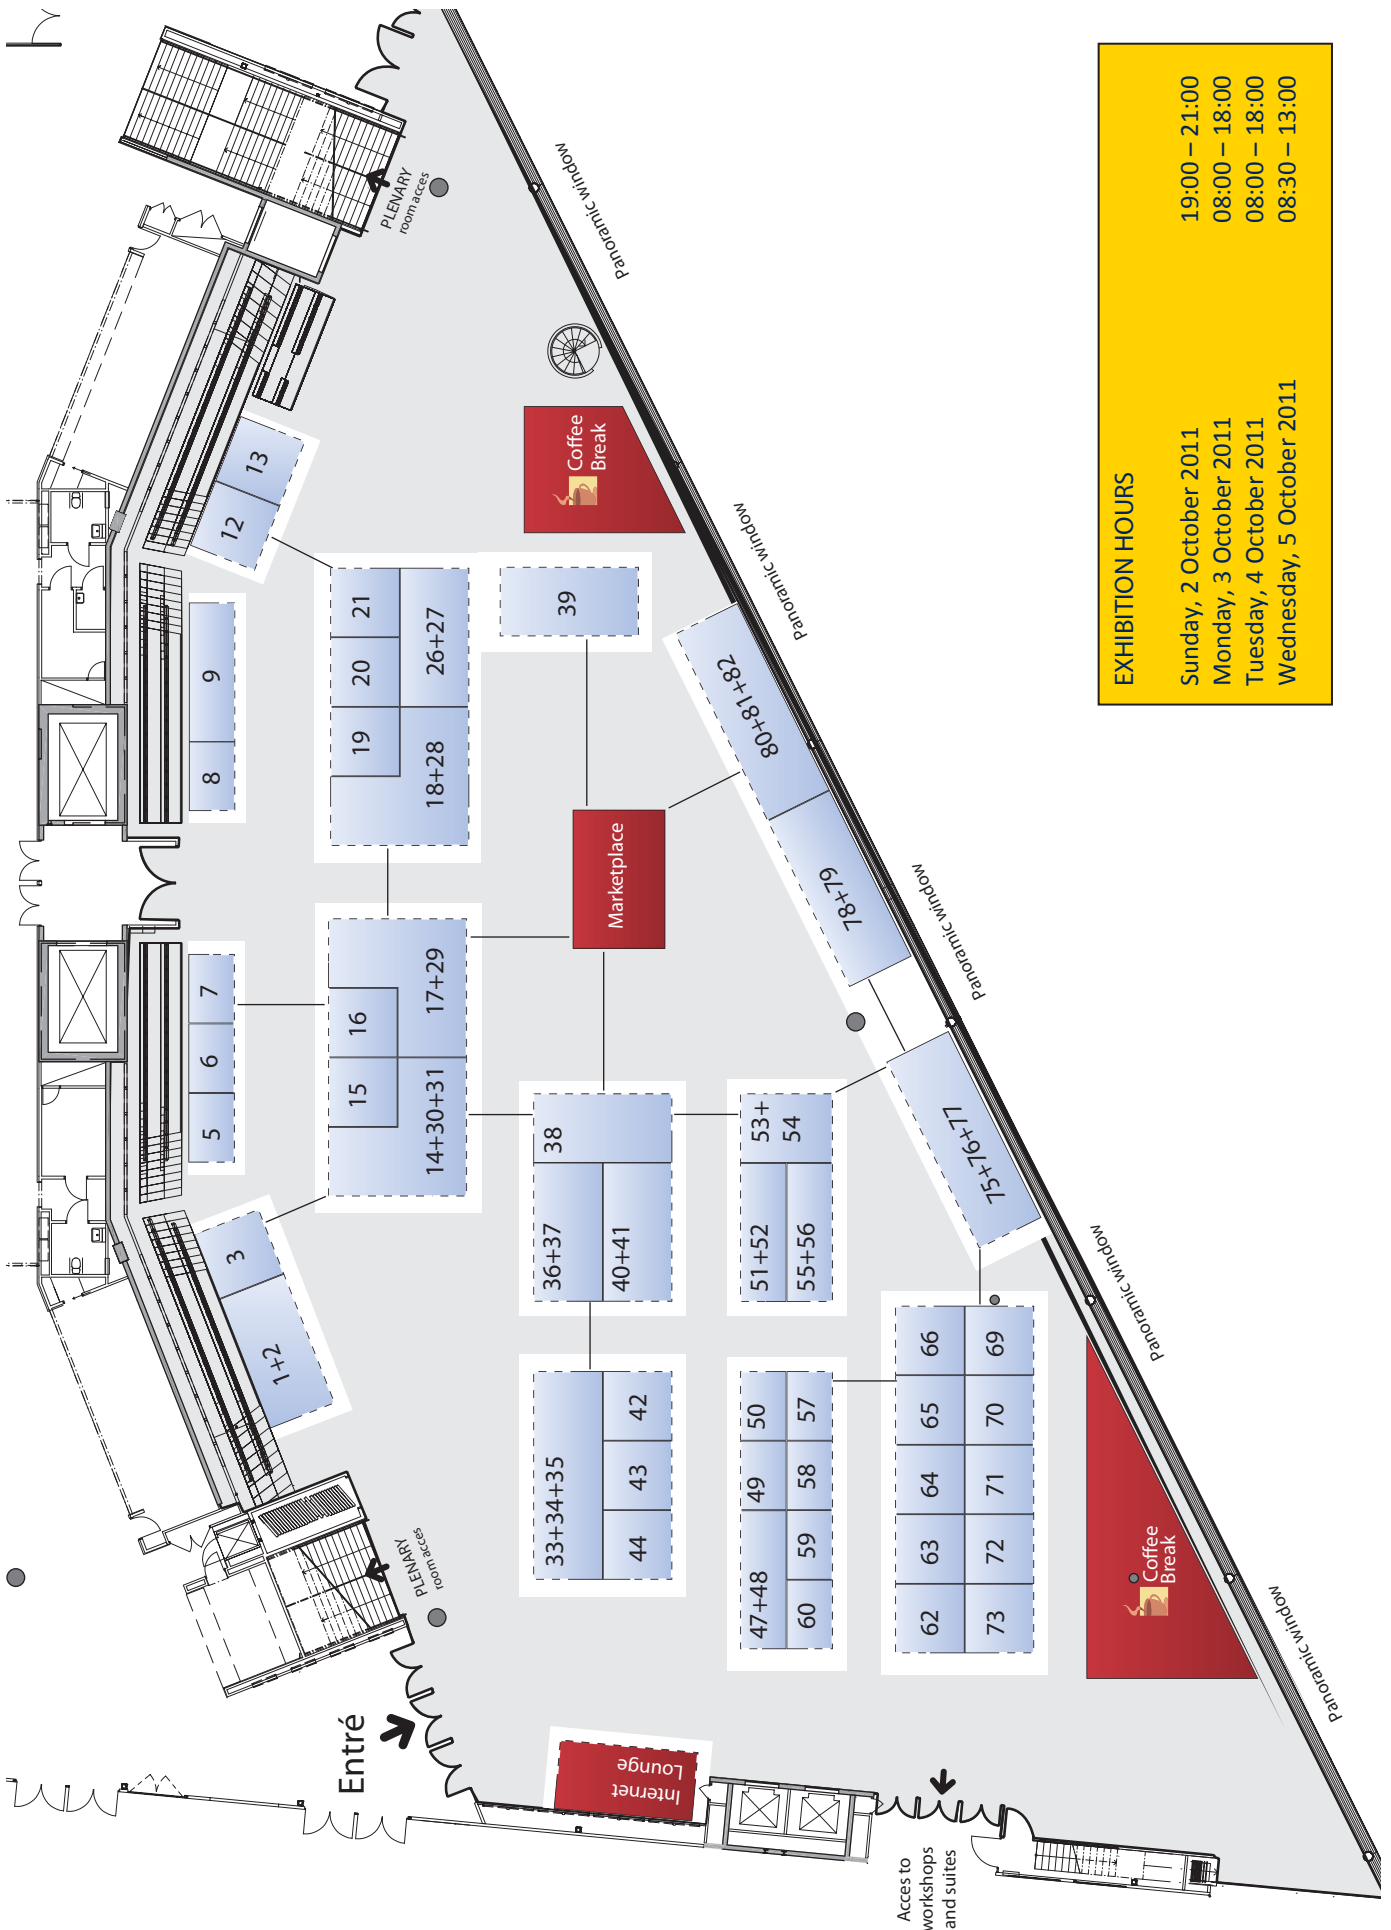 Entré
PLENARY
room acces
PLENARY
room acces
Internet
Lounge
Acces to
workshops
and suites
1+2
3
5
6
7
8
9
12
13
14+30+31
15
16
17+29
18+28
19
20
21
26+27
33+34+35
44
43
42
36+37
38
40+41
39
Marketplace
Coffee
Break
47+48
49
50
60
59
58
57
51+52
53+
54
55+56
62
63
64
65
66
73
72
71
70
69
75+76+77
78+79
80+81+82
Coffee
Break
Panoramic window
Panoramic window
Panoramic window
Panoramic window
Panoramic window
EXHIBITION HOURS
Sunday, 2 October 2011 19:00 – 21:00
Monday, 3 October 2011 08:00 – 18:00
Tuesday, 4 October 2011 08:00 – 18:00
Wednesday, 5 October 2011 08:30 – 13:00